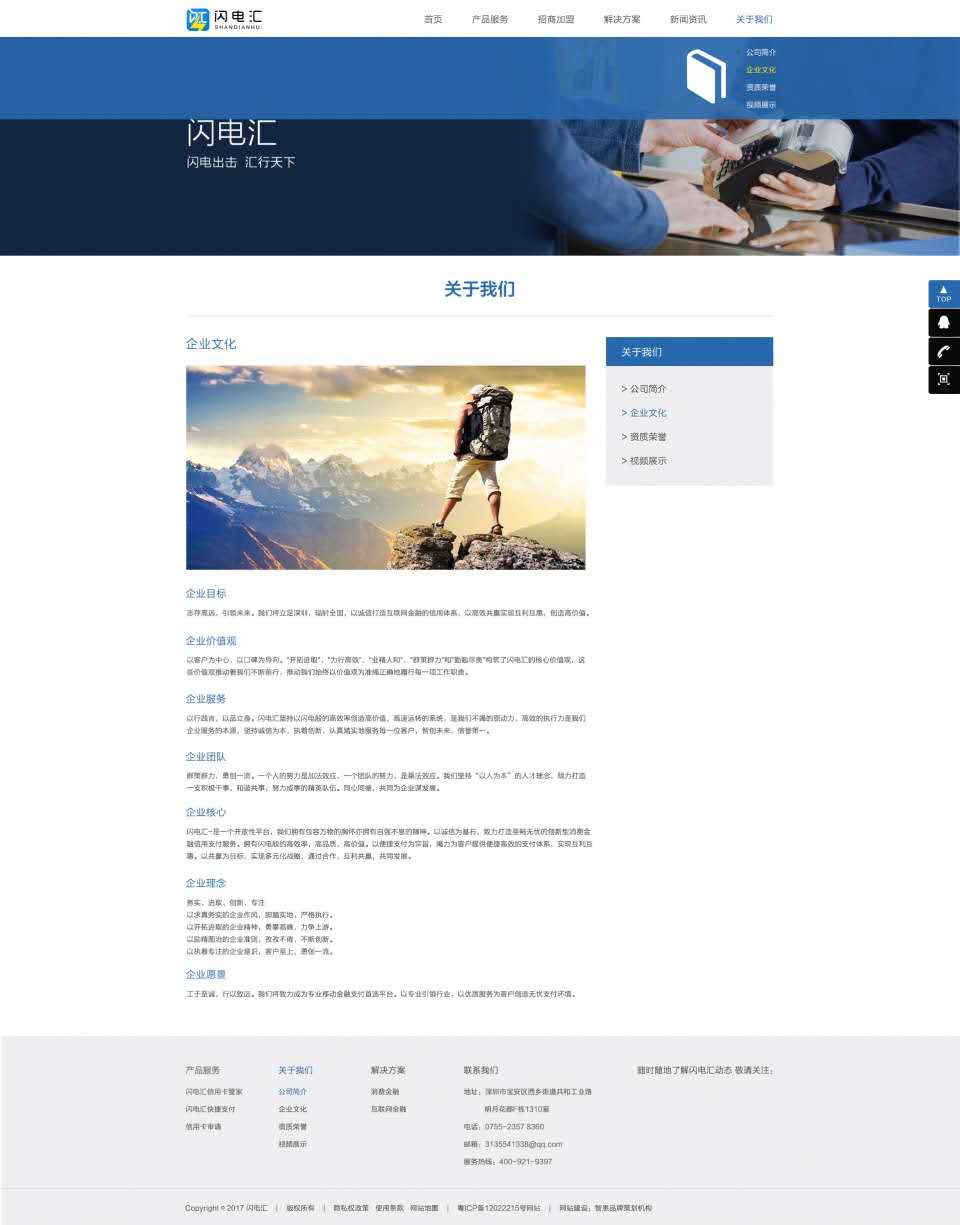 闪电汇
SHANDIANHUI
首页 产品服务 招商加盟 解决方案 新闻资讯 关于我们
公司简介
企业文化
资质荣誉
视频展示
闪电汇
闪电出击 汇行天下
关于我们
TOP
企业文化
关于我们
> 公司简介
> 企业文化
> 资质荣誉
> 视频展示
企业目标
志存高远，引领未来。我们将立足深圳，辐射全国，以诚信打造互联网金融的信用体系，以高效共赢实现互利互惠，创造高价值。
企业价值观
以客户为中心，以口碑为导向。"开拓进取"、"力行高效"、"业精人和"、"群策群力"和"勤勉尽责"构筑了闪电汇的核心价值观，这
些价值观推动着我们不断前行，推动我们始终以价值观为准绳正确地履行每一项工作职责。
企业服务
以行践言，以品立身。闪电汇坚持以闪电般的高效率创造高价值，高速运转的系统，是我们不竭的原动力，高效的执行力是我们
企业服务的本源，坚持诚信为本，执着创新，认真踏实地服务每一位客户，智创未来，信誉第一。
企业团队
群策群力，勇创一流。一个人的努力是加法效应，一个团队的努力，是乘法效应。我们坚持“以人为本”的人才理念，倾力打造
一支积极干事，和谐共事，努力成事的精英队伍。同心同德，共同为企业谋发展。
企业核心
闪电汇-是一个开放性平台，我们拥有包容万物的胸怀亦拥有自强不息的精神。以诚信为基石，致力打造至畅无忧的创新型消费金
融信用支付服务。拥有闪电般的高效率，高品质，高价值。以便捷支付为宗旨，竭力为客户提供便捷高效的支付体系，实现互利互
惠。以共赢为目标，实现多元化战略，通过合作，互利共赢，共同发展。
企业理念
务实、进取、创新、专注
以求真务实的企业作风，脚踏实地，严格执行。
以开拓进取的企业精神，勇攀高峰，力争上游。
以励精图治的企业准则，孜孜不倦，不断创新。
以执着专注的企业意识，客户至上，勇创一流。
企业愿景
工于至诚，行以致远。我们将致力成为专业移动金融支付首选平台。以专业引领行业，以优质服务为客户创造无忧支付环境。
产品服务 关于我们 解决方案 联系我们 随时随地了解闪电汇动态 敬请关注：
闪电汇信用卡管家 公司简介 消费金融 地址：深圳市宝安区西乡街道共和工业路
闪电汇快捷支付 企业文化 互联网金融 明月花都F栋1310室
信用卡申请 资质荣誉 电话：0755-2357 8360
视频展示 邮箱：3135541338@qq.com
服务热线：400-921-9397
Copyright © 2017 闪电汇 | 版权所有 | 隐私权政策 使用条款 网站地图 | 粤ICP备12022215号网站 | 网站建设：智思品牌策划机构